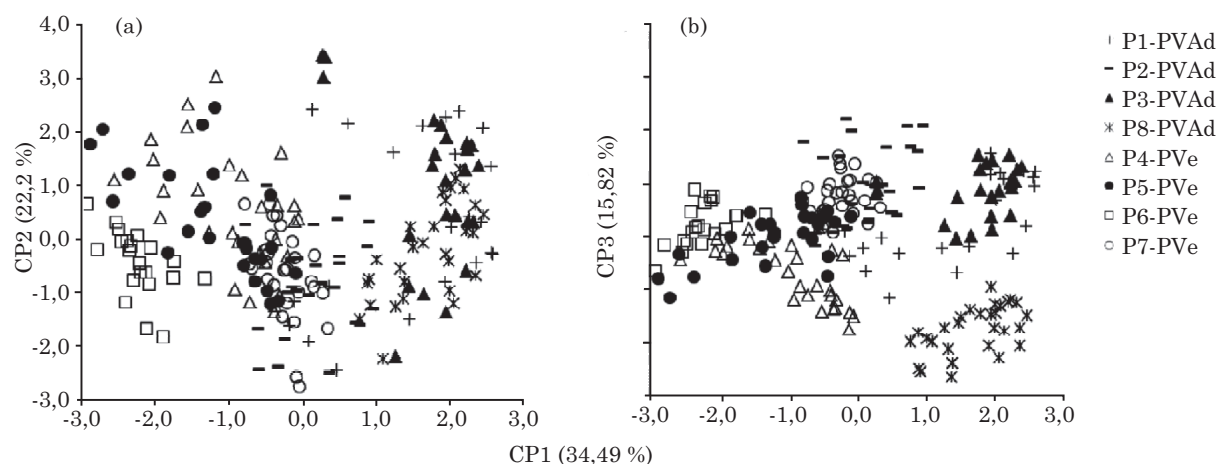 (a)
CP2 (22,2 %)
4,0
3,0
2,0
1,0
0,0
-1,0
-2,0
-3,0
-3,0 -2,0 -1,0 0,0 1,0 2,0 3,0
(b)
CP3 (15,82 %)
-3,0 -1,0 0,0 1,0 2,0 3,0
CP1 (34,49 %)
P1-PVAd
P2-PVAd
P3-PVAd
P8-PVAd
P4-PVe
P5-PVe
P6-PVe
P7-PVe